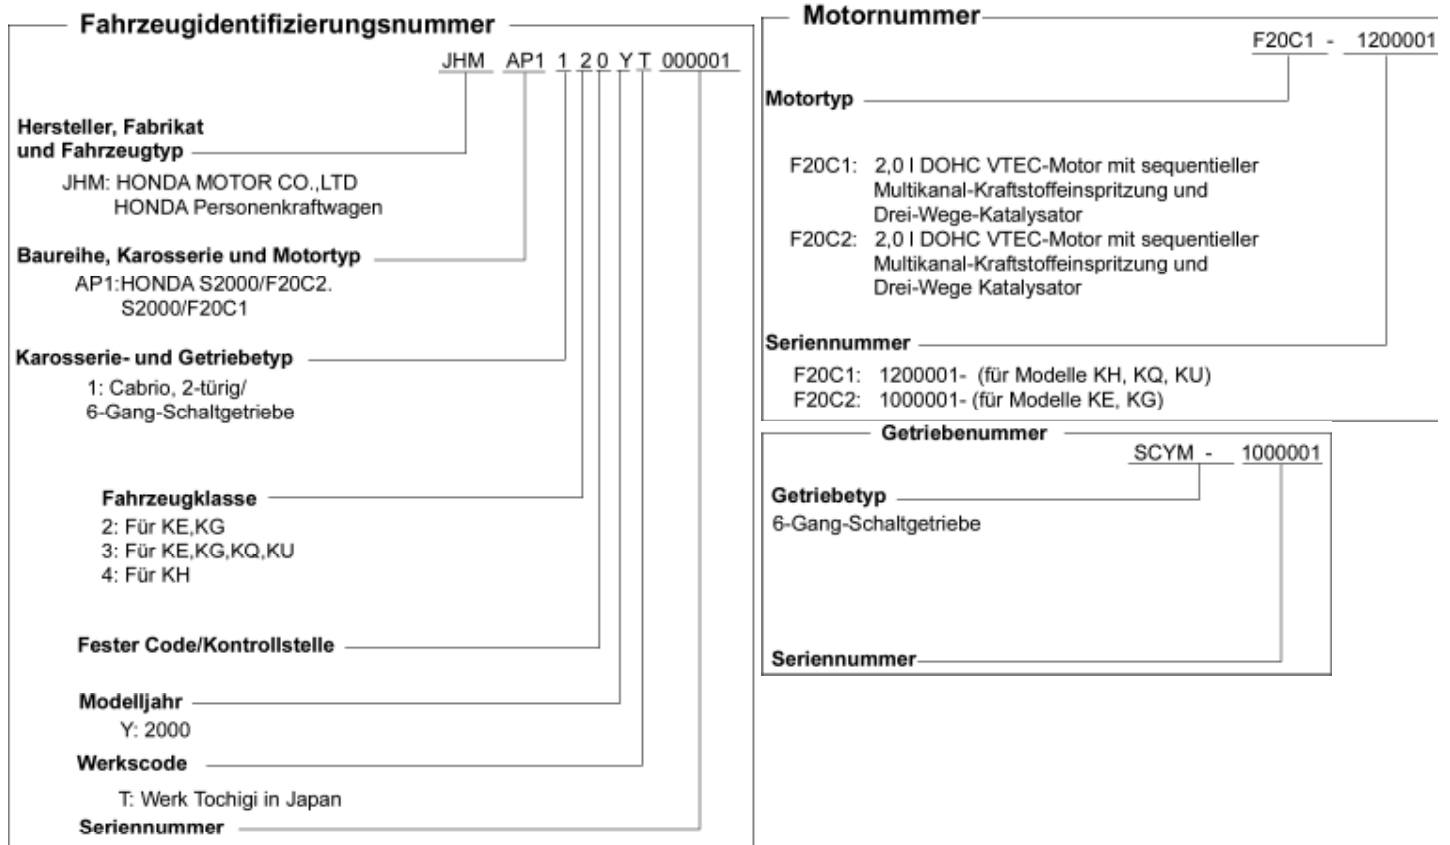 Fahrzeugidentifizierungsnummer
JHM AP1 1 2 0 Y T 000001
Hersteller, Fabrikat
und Fahrzeugtyp
JHM: HONDA MOTOR CO.,LTD
HONDA Personenkraftwagen
Baureihe, Karosserie und Motortyp
AP1:HONDA S2000/F20C2.
S2000/F20C1
Karosserie- und Getriebetyp
1: Cabrio, 2-türig/
6-Gang-Schaltgetriebe
Fahrzeugklasse
2: Für KE,KG
3: Für KE,KG,KQ,KU
4: Für KH
Fester Code/Kontrollstelle
Modelljahr
Y: 2000
Werkscode
T: Werk Tochigi in Japan
Seriennummer
Motornummer
F20C1 - 1200001
Motortyp
F20C1: 2,0 l DOHC VTEC-Motor mit sequentieller
Multikanal-Kraftstoffeinspritzung und
Drei-Wege-Katalysator
F20C2: 2,0 l DOHC VTEC-Motor mit sequentieller
Multikanal-Kraftstoffeinspritzung und
Drei-Wege Katalysator
Seriennummer
F20C1: 1200001- (für Modelle KH, KQ, KU)
F20C2: 1000001- (für Modelle KE, KG)
Getriebenummer
SCYM - 1000001
Getriebetyp
6-Gang-Schaltgetriebe
Seriennummer